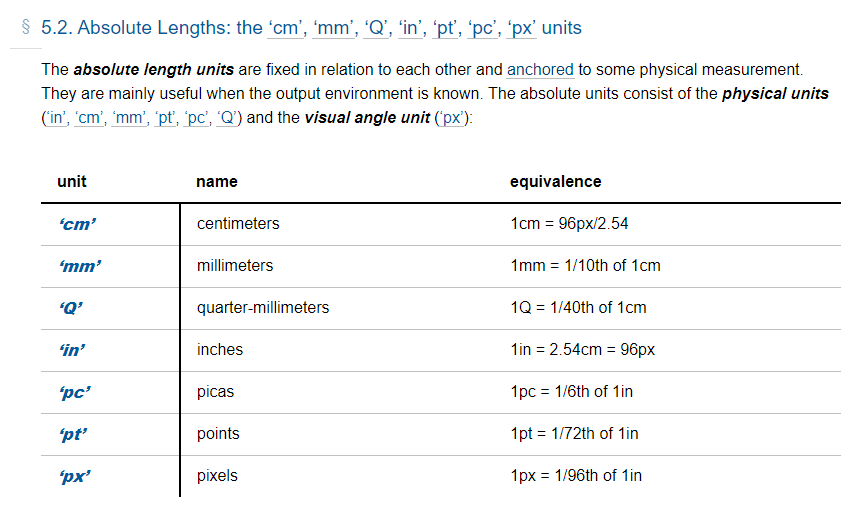 § 5.2. Absolute Lengths: the ‘cm’, ‘mm’, ‘Q’, ‘in’, ‘pt’, ‘pc’, ‘px’ units
The absolute length units are fixed in relation to each other and anchored to some physical measurement.
They are mainly useful when the output environment is known. The absolute units consist of the physical units
(‘in’, ‘cm’, ‘mm’, ‘pt’, ‘pc’, ‘Q’) and the visual angle unit (‘px’):
unit name equivalence
‘cm’ centimeters 1cm = 96px/2.54
‘mm’ millimeters 1mm = 1/10th of 1cm
‘Q’ quarter-millimeters 1Q = 1/40th of 1cm
‘in’ inches 1in = 2.54cm = 96px
‘pc’ picas 1pc = 1/6th of 1in
‘pt’ points 1pt = 1/72th of 1in
‘px’ pixels 1px = 1/96th of 1in